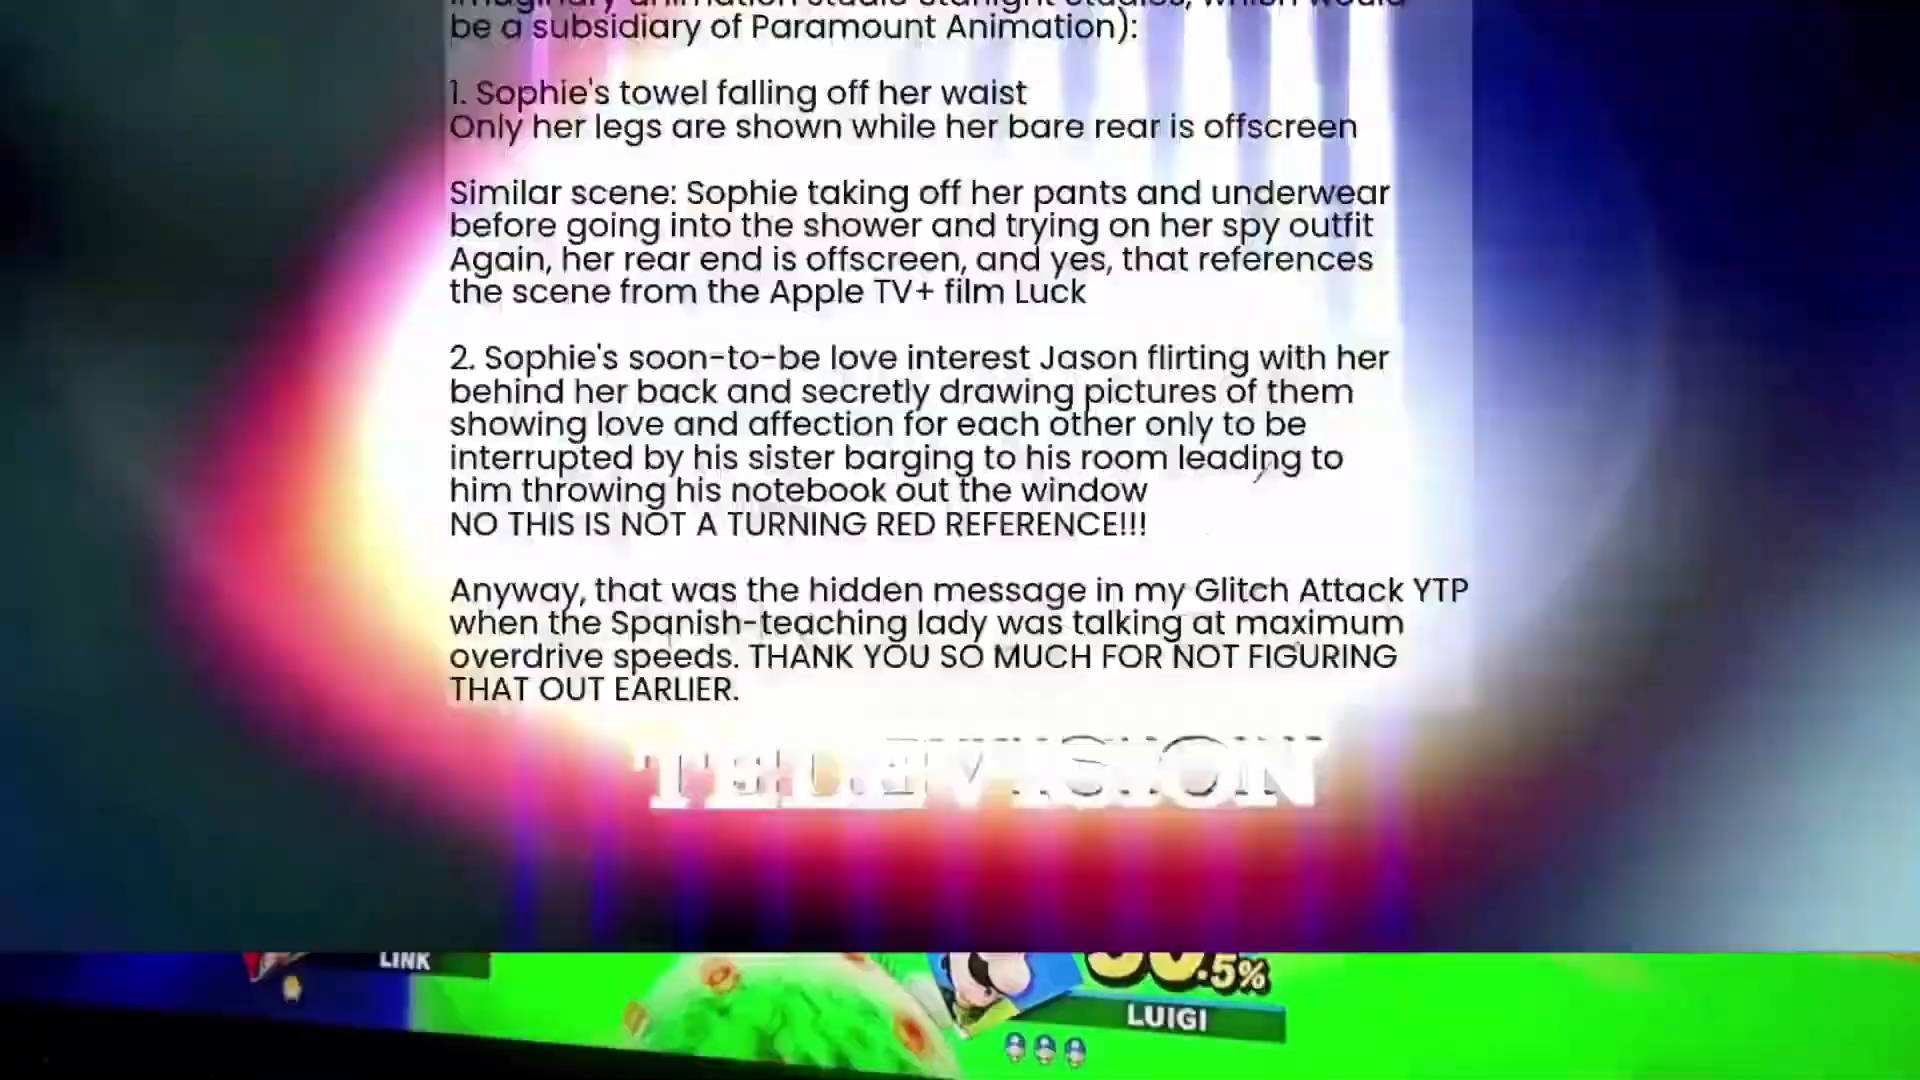 imaginary animation studio Starlight Studios, which would
be a subsidiary of Paramount Animation):
1. Sophie's towel falling off her waist
Only her legs are shown while her bare rear is offscreen
Similar scene: Sophie taking off her pants and underwear
before going into the shower and trying on her spy outfit
Again, her rear end is offscreen, and yes, that references
the scene from the Apple TV+ film Luck
2. Sophie's soon-to-be love interest Jason flirting with her
behind her back and secretly drawing pictures of them
showing love and affection for each other only to be
interrupted by his sister barging to his room leading to
him throwing his notebook out the window
NO THIS IS NOT A TURNING RED REFERENCE!!!
Anyway, that was the hidden message in my Glitch Attack YTP
when the Spanish-teaching lady was talking at maximum
overdrive speeds. THANK YOU SO MUCH FOR NOT FIGURING
THAT OUT EARLIER.
TELEVISION
LINK
.5%
LUIGI